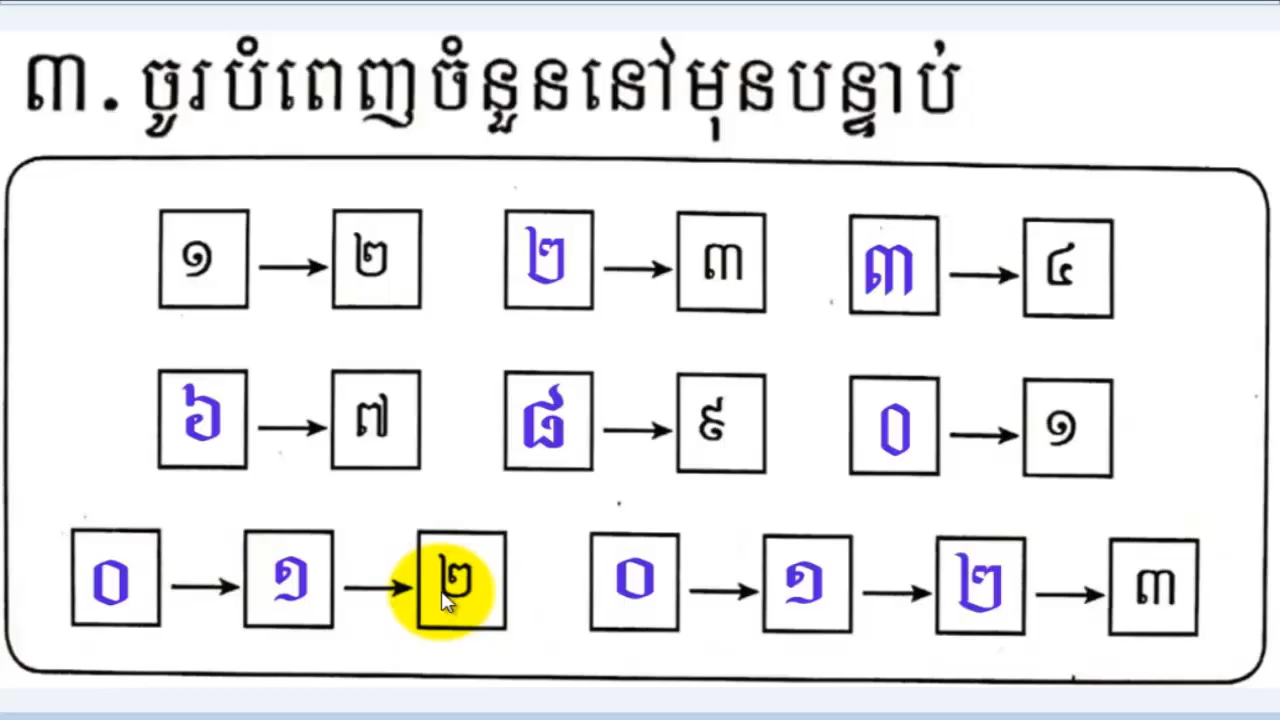 ៣. ចូរបំពេញចំនួននៅមុនបន្ទាប់
១ ២ ២ ៣ ៣ ៤
៦ ៧ ៨ ៩ ០ ១
០ ១ ២ ០ ១ ២ ៣